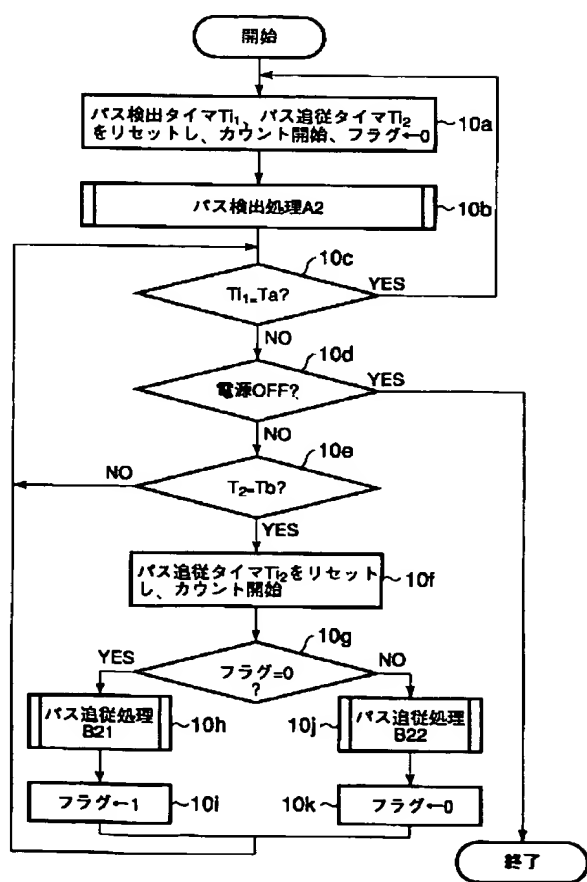 開始
パス検出タイマTi₁、パス追従タイマTi₂
をリセットし、カウント開始、フラグ←0
10a
パス検出処理A2
10b
10c
Ti₁=Ta?
YES
NO
10d
電源OFF?
YES
NO
10e
NO
T₂=Tb?
YES
パス追従タイマTi₂をリセット
し、カウント開始
10f
10g
YES
フラグ=0
?
NO
パス追従処理
B21
10h
10j
パス追従処理
B22
フラグ←1
10i
10k
フラグ←0
終了